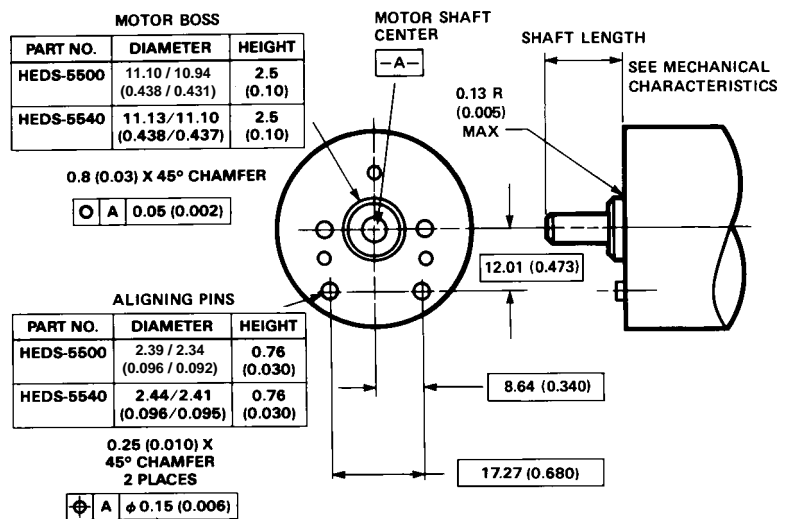 MOTOR BOSS
PART NO. DIAMETER HEIGHT
HEDS-5500 11.10 / 10.94 (0.438 / 0.431) 2.5 (0.10)
HEDS-5540 11.13/11.10 (0.438/0.437) 2.5 (0.10)
0.8 (0.03) X 45° CHAMFER
O A 0.05 (0.002)
MOTOR SHAFT
CENTER
–A–
SHAFT LENGTH
SEE MECHANICAL
CHARACTERISTICS
0.13 R
(0.005)
MAX
12.01 (0.473)
ALIGNING PINS
PART NO. DIAMETER HEIGHT
HEDS-5500 2.39 / 2.34 (0.096 / 0.092) 0.76 (0.030)
HEDS-5540 2.44/2.41 (0.096/0.095) 0.76 (0.030)
0.25 (0.010) X
45° CHAMFER
2 PLACES
⌖ A ϕ 0.15 (0.006)
8.64 (0.340)
17.27 (0.680)